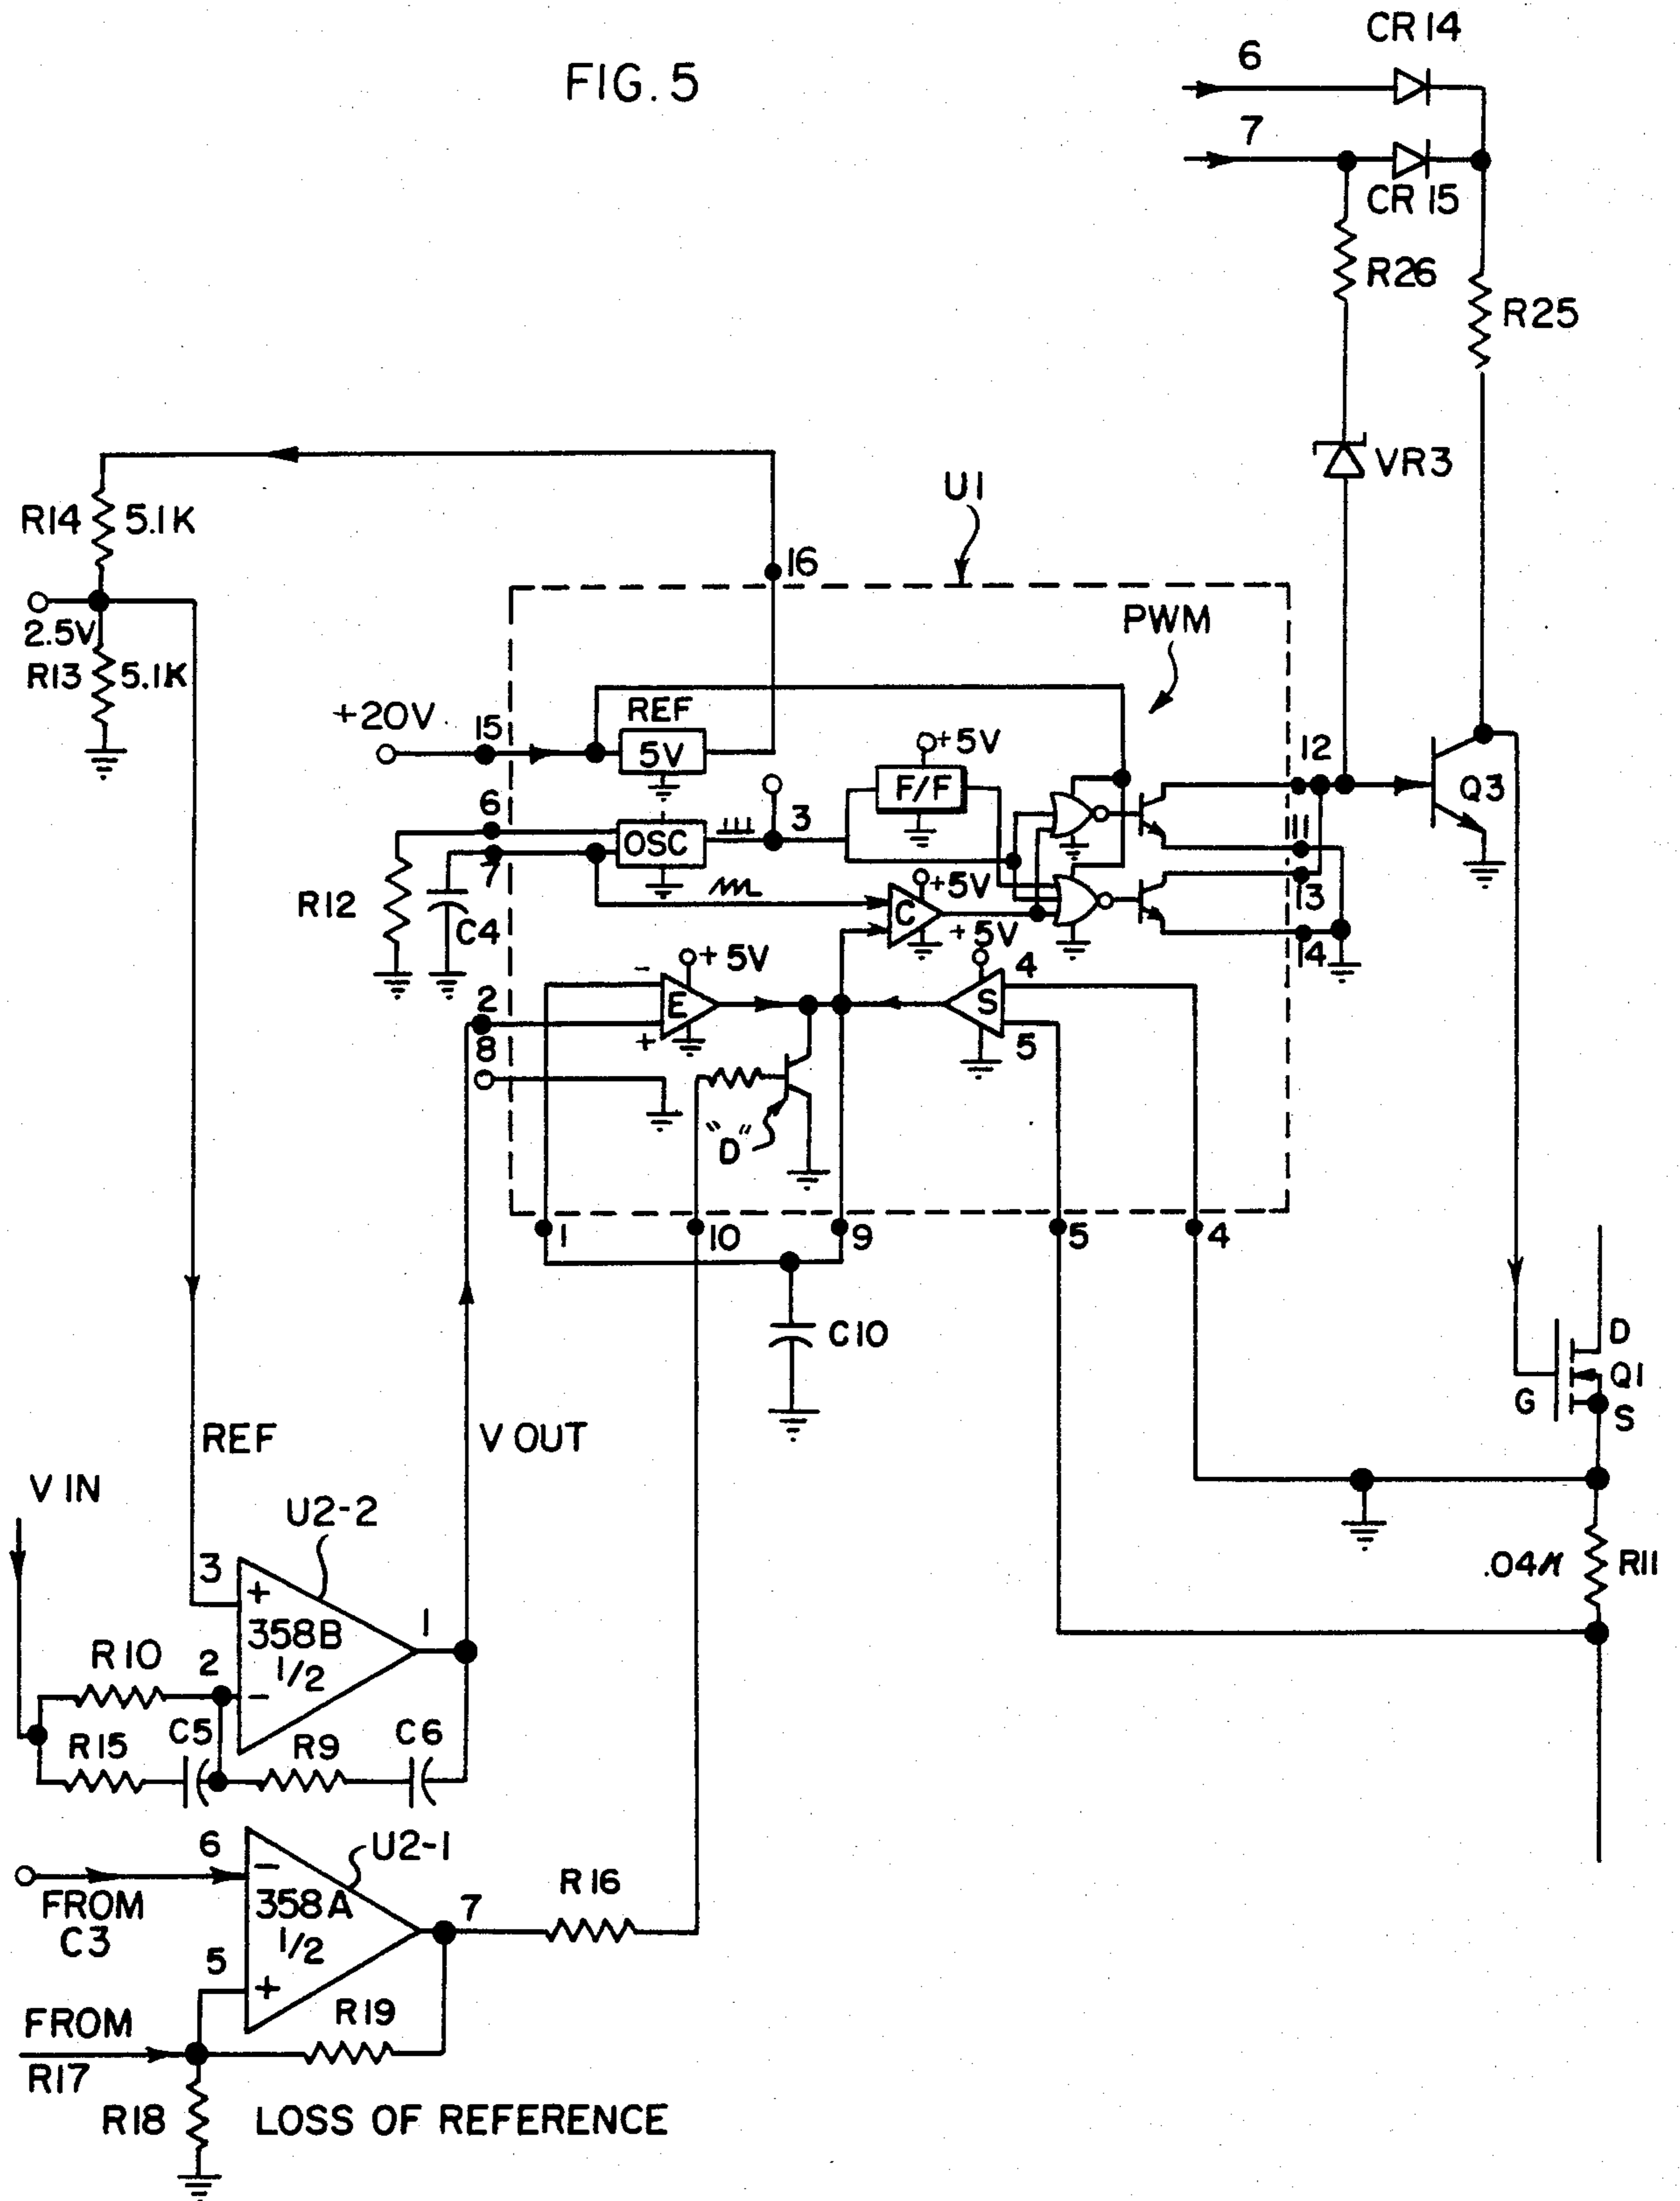 FIG. 5
CR 14
6
7
CR 15
R26
R25
VR3
U1
R14 5.1K
16
2.5V
R13 5.1K
PWM
+20V
15
REF
5V
+5V
F/F
12
Q3
6
OSC
3
11
7
R12
C4
+5V
13
C
+5V
14
- +5V
4
2
E
S
+
5
8
"D"
1
10
9
5
4
C10
D
Q1
G
S
REF
V OUT
V IN
U2-2
3
+
.04Ω R11
358B
1
R10
2
1/2
-
R15
C5
R9
C6
6
U2-1
-
FROM
C3
358A
7
R16
1/2
5
+
FROM
R19
R17
R18
LOSS OF REFERENCE